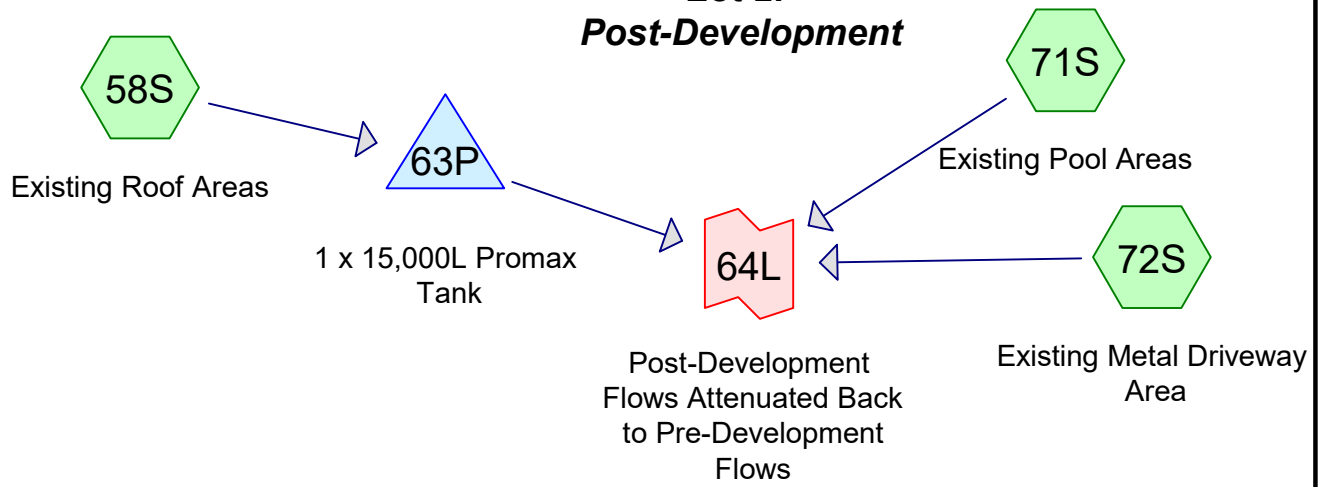 Post-Development
58S
71S
63P
Existing Pool Areas
Existing Roof Areas
1 x 15,000L Promax
Tank
64L
72S
Post-Development
Flows Attenuated Back
to Pre-Development
Flows
Existing Metal Driveway
Area